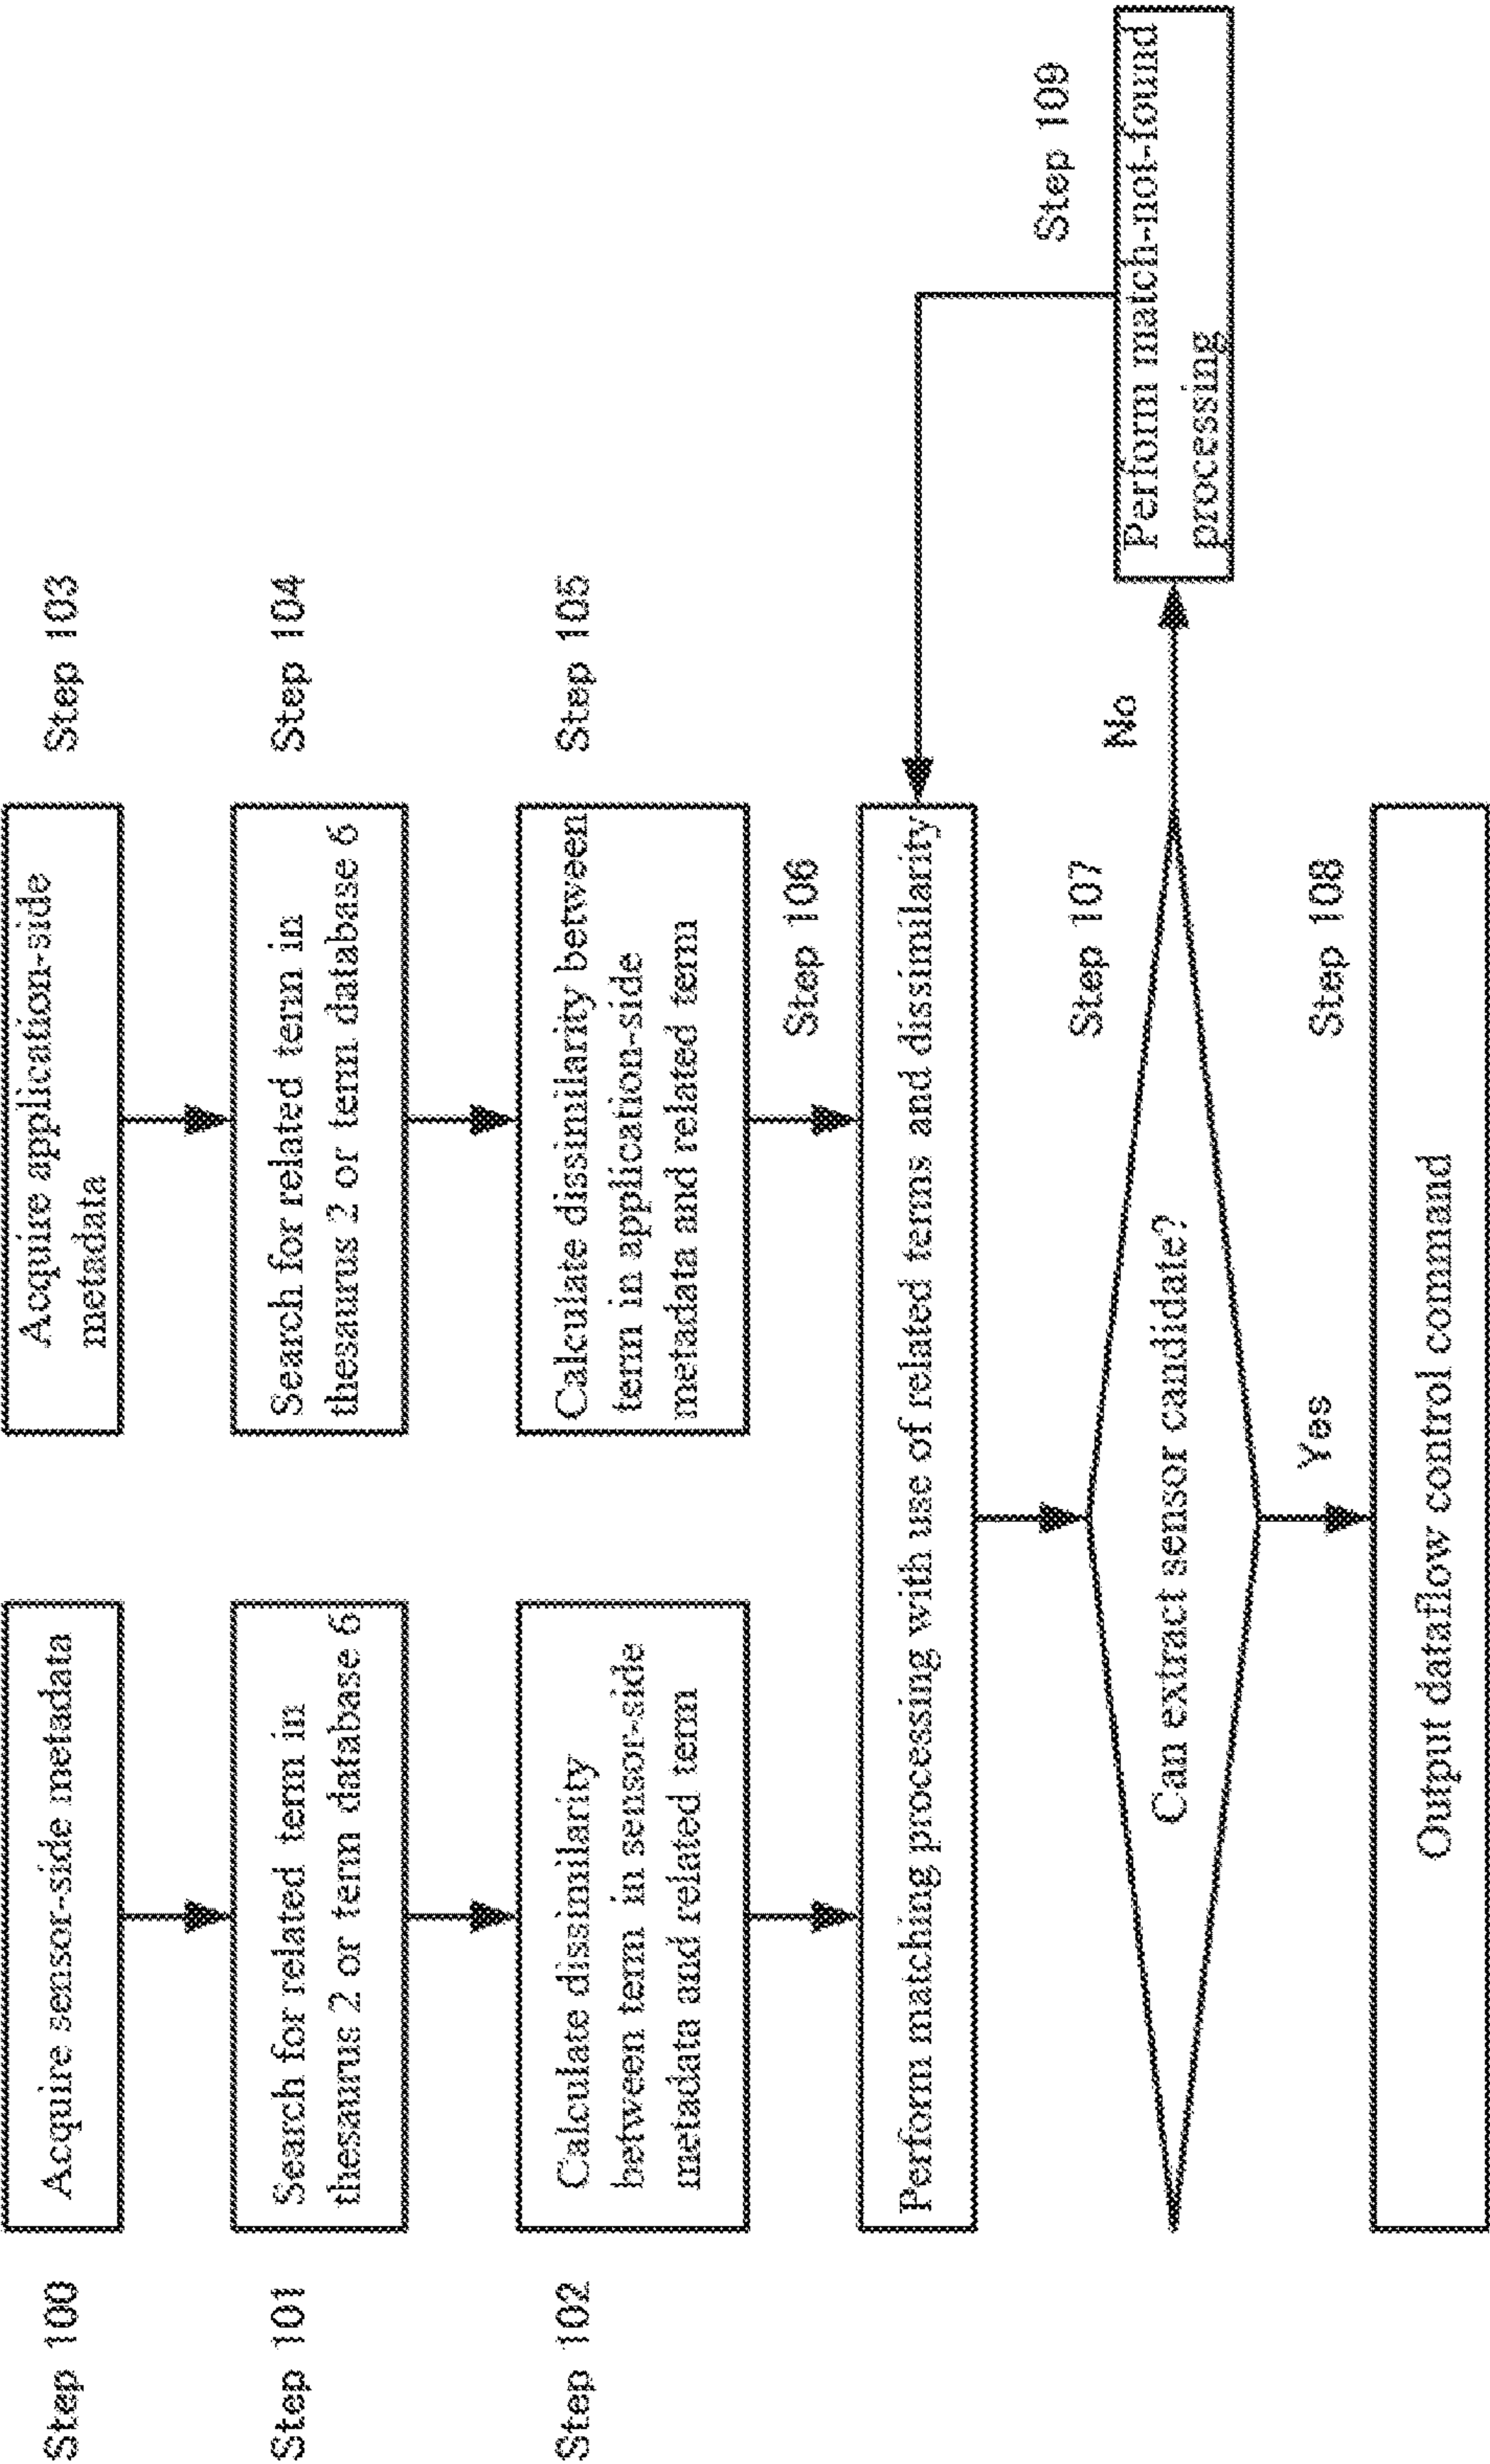 Step 100
Acquire sensor-side metadata
Acquire application-side
metadata
Step 103
Step 101
Search for related term in
thesaurus 2 or term database 6
Search for related term in
thesaurus 2 or term database 6
Step 104
Step 102
Calculate dissimilarity
between term in sensor-side
metadata and related term
Calculate dissimilarity between
term in application-side
metadata and related term
Step 105
Step 106
Perform matching processing with use of related terms and dissimilarity
Step 107
Can extract sensor candidate?
No
Step 109
Perform match-not-found
processing
Yes
Step 108
Output dataflow control command